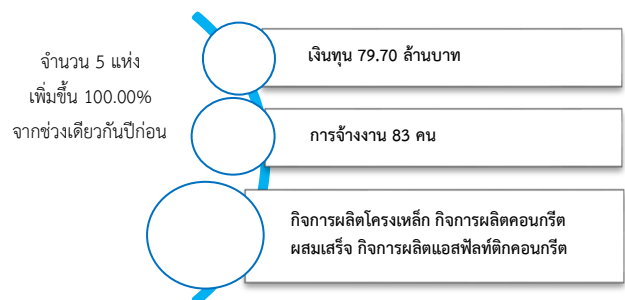 จำนวน 5 แห่ง
เพิ่มขึ้น 100.00%
จากช่วงเดียวกันปีก่อน
เงินทุน 79.70 ล้านบาท
การจ้างงาน 83 คน
กิจการผลิตโครงเหล็ก กิจการผลิตคอนกรีต
ผสมเสร็จ กิจการผลิตแอสฟัลท์ติกคอนกรีต